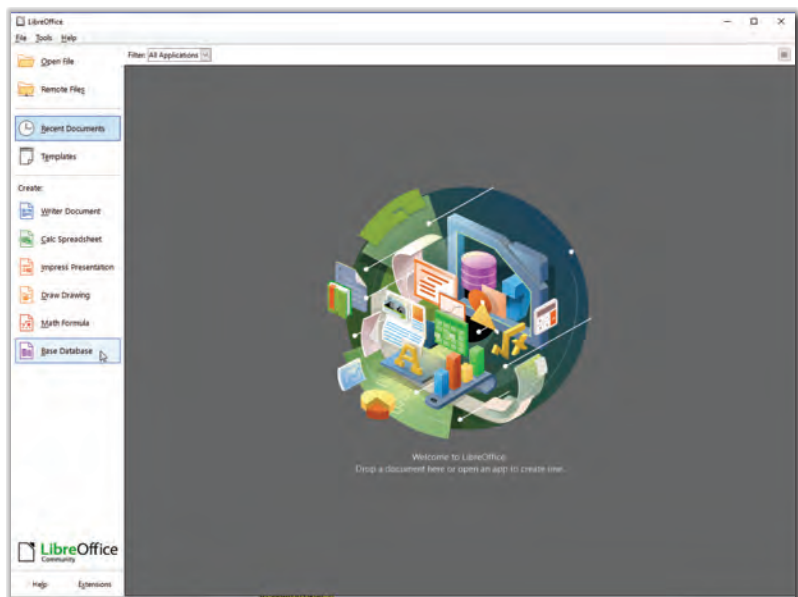 LibreOffice
File Tools Help
Open File
Filter: All Applications
Remote Files
Recent Documents
Templates
Create:
Writer Document
Calc Spreadsheet
Impress Presentation
Draw Drawing
Math Formula
Base Database
Welcome to LibreOffice.
Drop a document here or open an app to create one.
LibreOffice
Community
Help Extensions